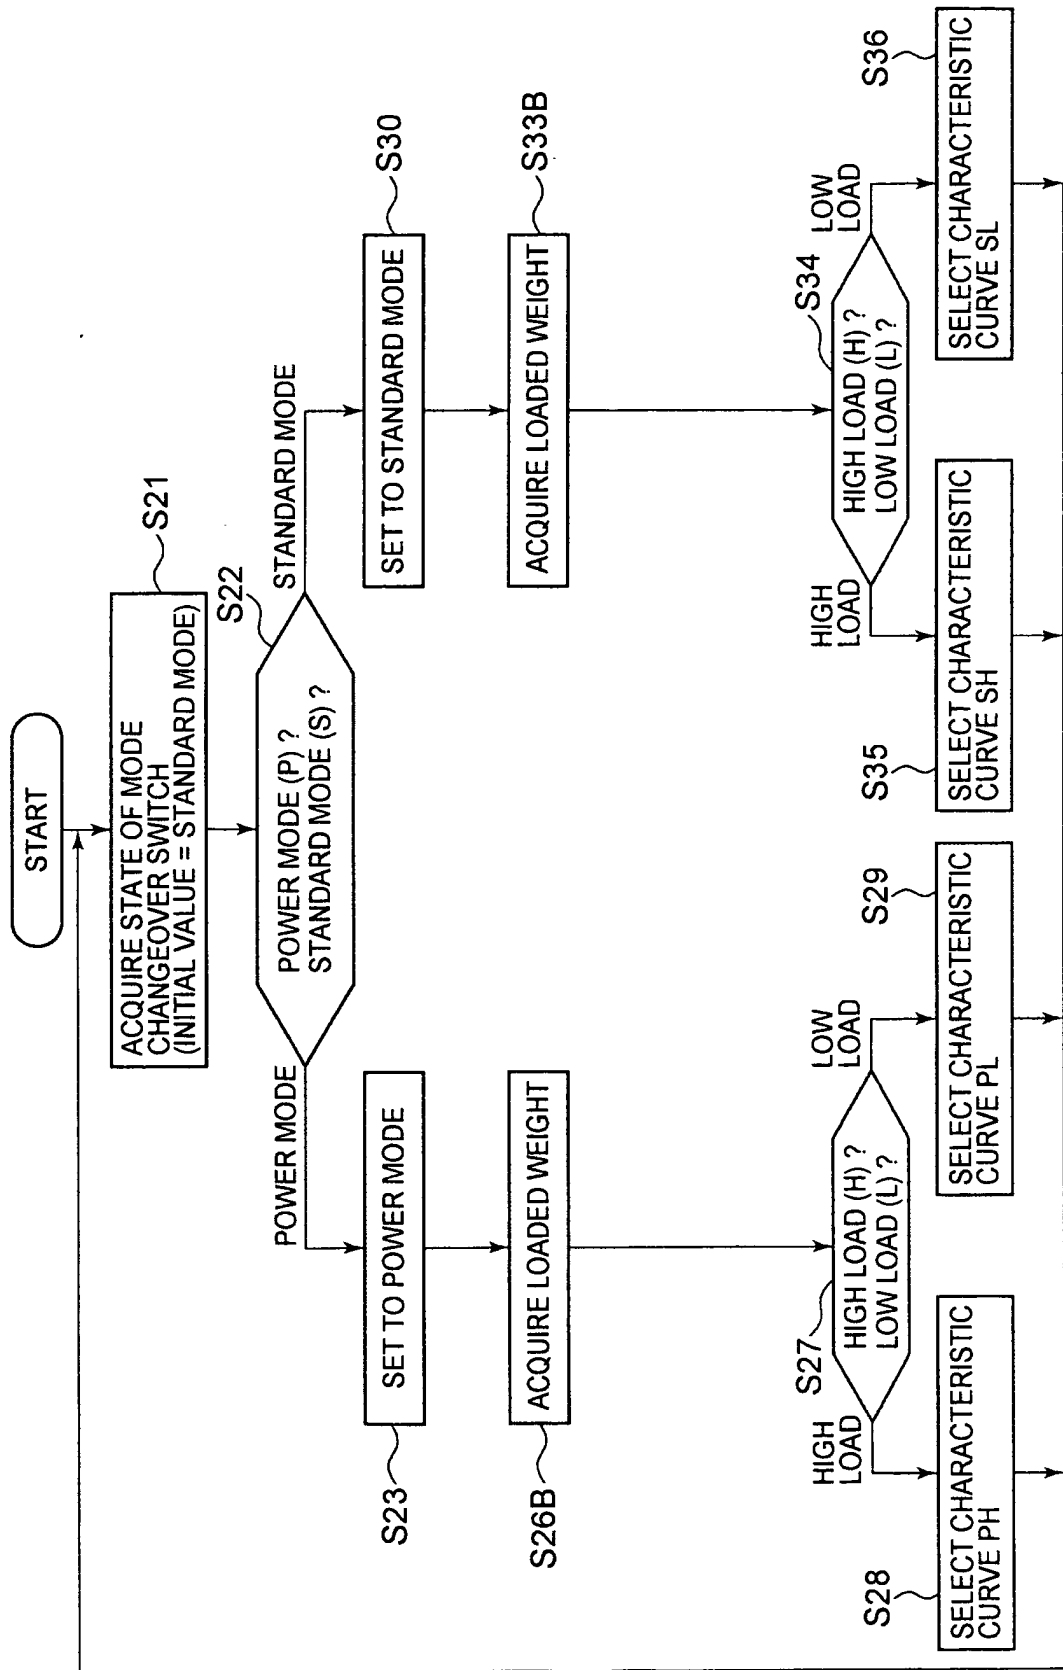 START
ACQUIRE STATE OF MODE
CHANGEOVER SWITCH
(INITIAL VALUE = STANDARD MODE)
S21
POWER MODE (P) ?
STANDARD MODE (S) ?
S22
POWER MODE
STANDARD MODE
SET TO POWER MODE
S23
SET TO STANDARD MODE
S30
ACQUIRE LOADED WEIGHT
S26B
ACQUIRE LOADED WEIGHT
S33B
HIGH LOAD (H) ?
LOW LOAD (L) ?
S27
HIGH
LOAD
LOW
LOAD
HIGH LOAD (H) ?
LOW LOAD (L) ?
S34
HIGH
LOAD
LOW
LOAD
SELECT CHARACTERISTIC
CURVE PH
S28
SELECT CHARACTERISTIC
CURVE PL
S29
SELECT CHARACTERISTIC
CURVE SH
S35
SELECT CHARACTERISTIC
CURVE SL
S36